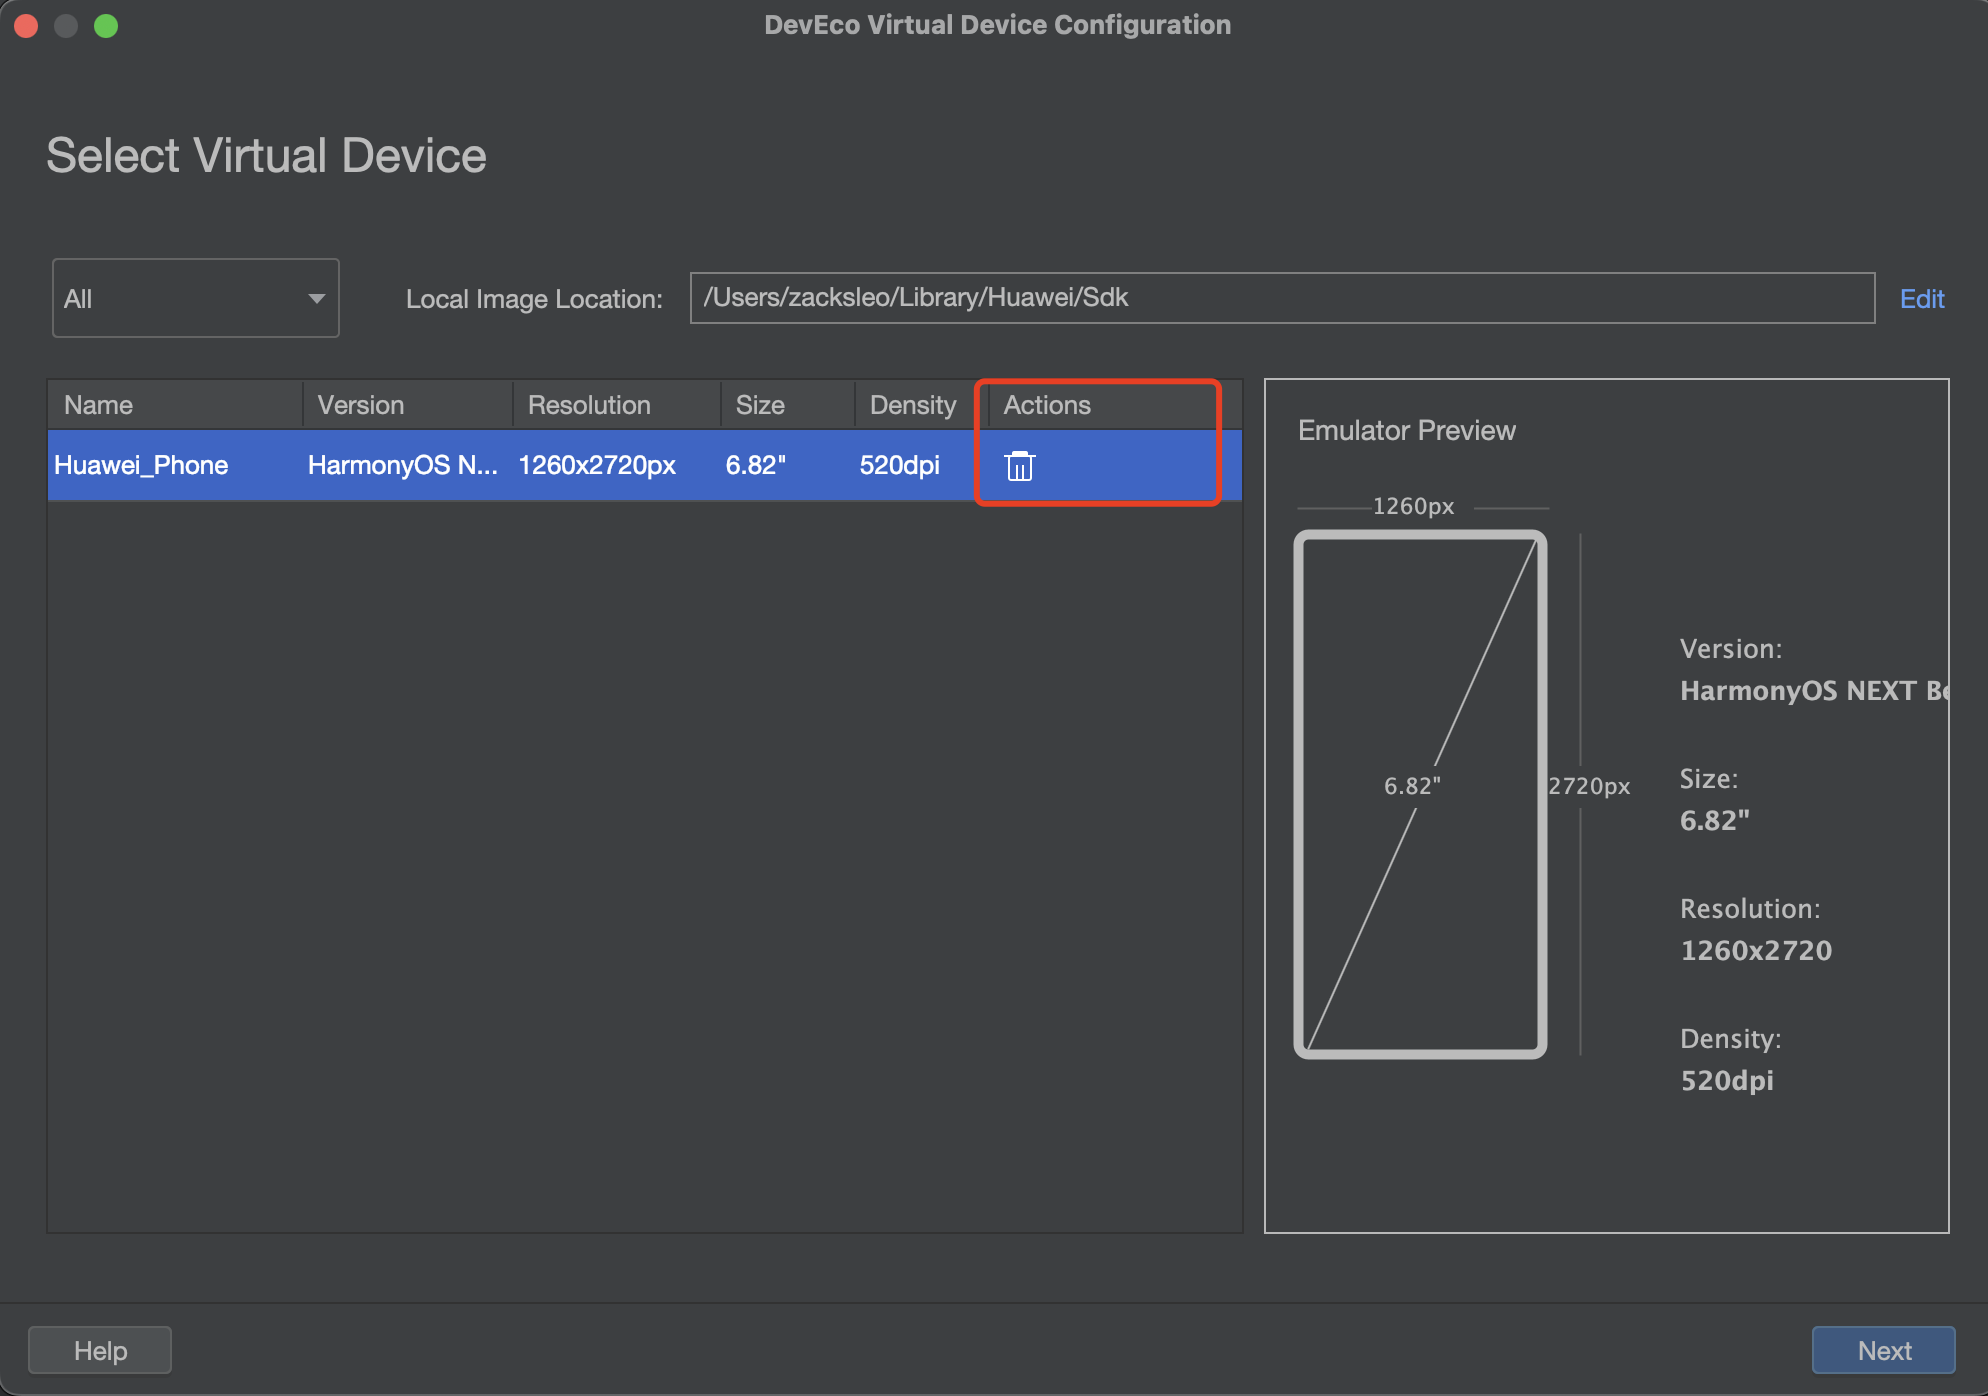 DevEco Virtual Device Configuration
Select Virtual Device
All
Local Image Location: /Users/zacksleo/Library/Huawei/Sdk Edit
Name Version Resolution Size Density Actions
Huawei_Phone HarmonyOS N... 1260x2720px 6.82" 520dpi
Emulator Preview
1260px
6.82"
2720px
Version:
HarmonyOS NEXT
Size:
6.82"
Resolution:
1260x2720
Density:
520dpi
Help
Next